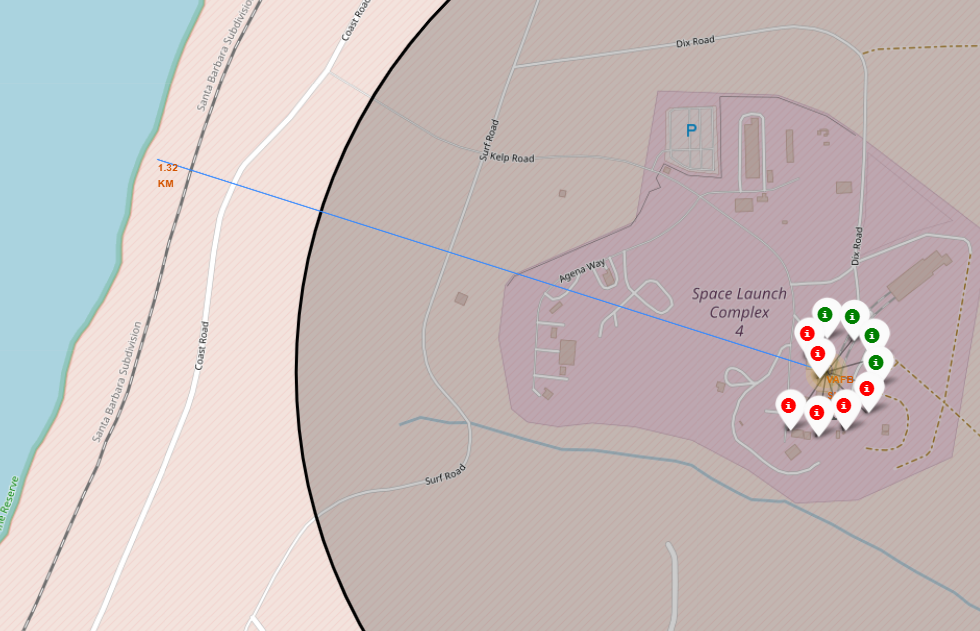 Santa Barbara Subdivision
Coast Road
Dix Road
P
Surf Road
Kelp Road
1.32
KM
Dix Road
Agena Way
Space Launch
Complex
4
Coast Road
Santa Barbara Subdivision
VAFB
Surf Road
Reserve